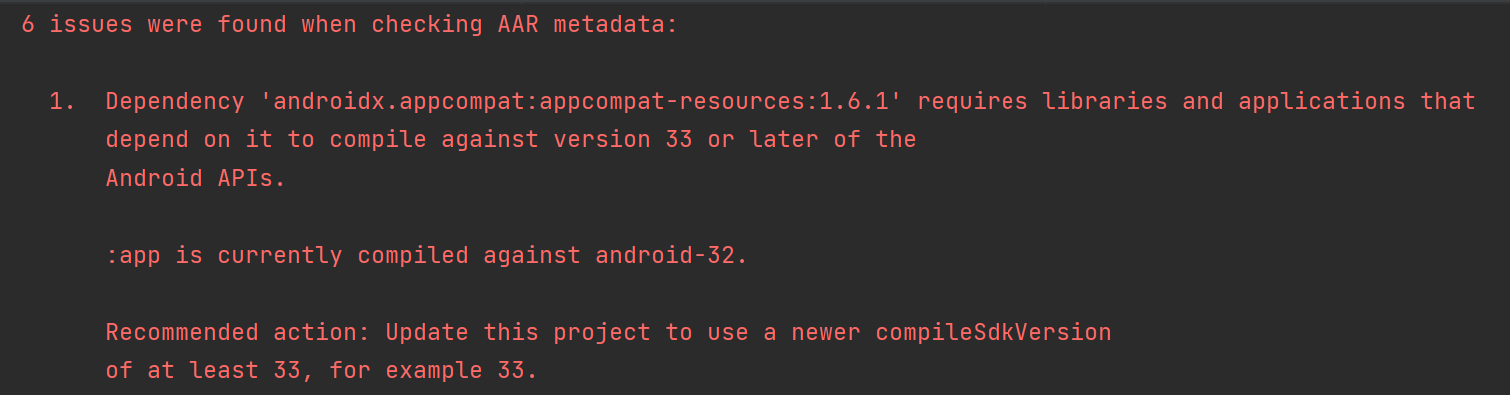 6 issues were found when checking AAR metadata:
1. Dependency 'androidx.appcompat:appcompat-resources:1.6.1' requires libraries and applications that
depend on it to compile against version 33 or later of the
Android APIs.
:app is currently compiled against android-32.
Recommended action: Update this project to use a newer compileSdkVersion
of at least 33, for example 33.